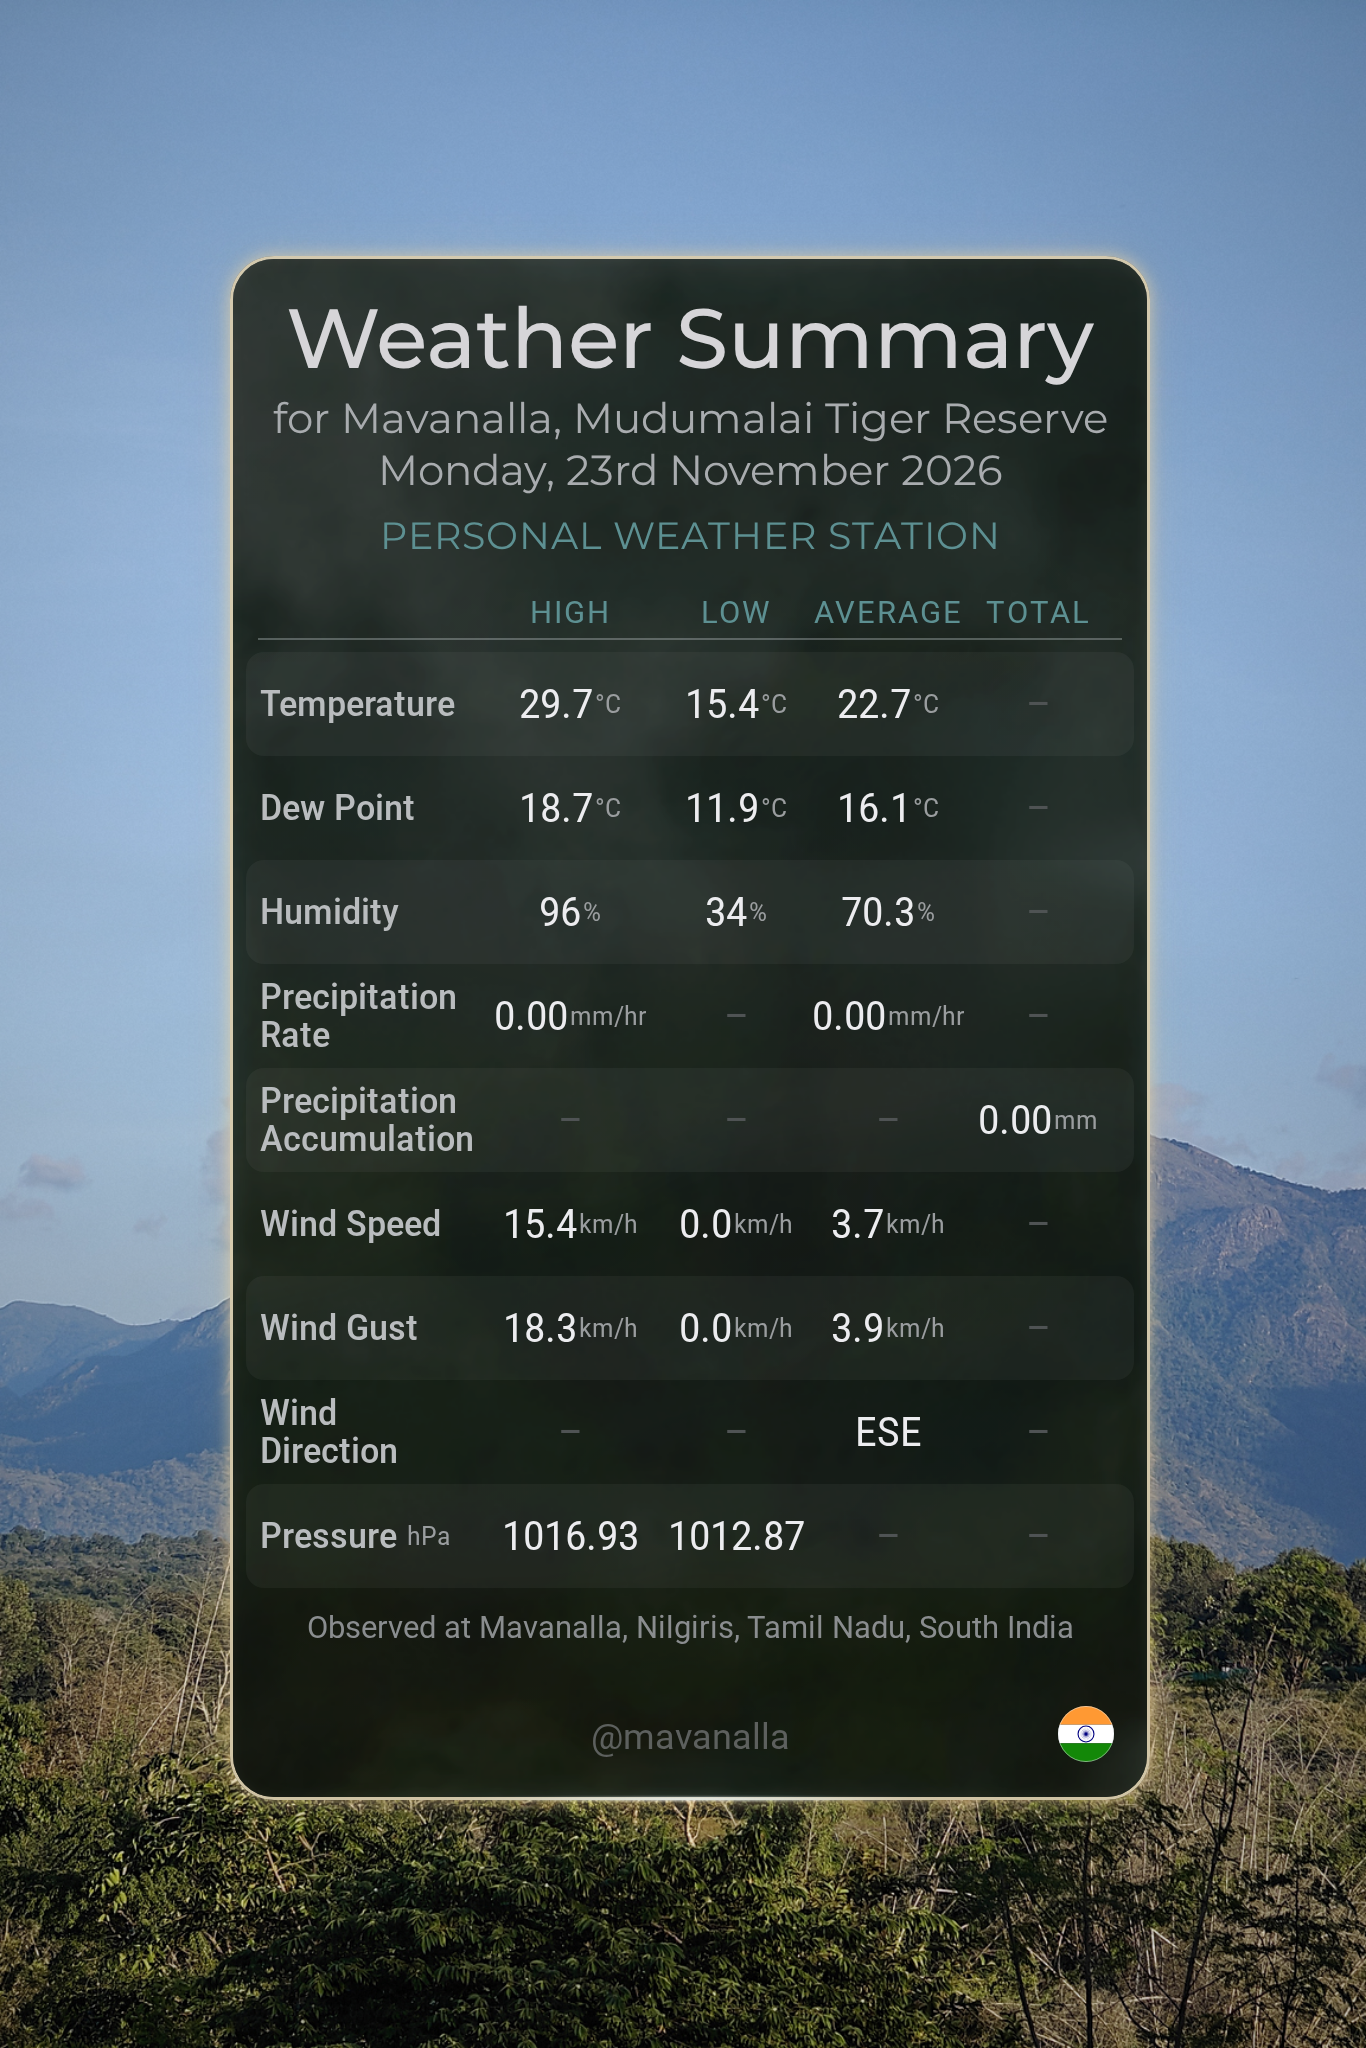 Weather Summary
for Mavanalla, Mudumalai Tiger Reserve
Monday, 23rd November 2026
PERSONAL WEATHER STATION
HIGH LOW AVERAGE TOTAL
Temperature 29.7°C 15.4°C 22.7°C –
Dew Point 18.7°C 11.9°C 16.1°C –
Humidity 96% 34% 70.3% –
Precipitation
Rate 0.00mm/hr – 0.00mm/hr –
Precipitation
Accumulation – – – 0.00mm
Wind Speed 15.4km/h 0.0km/h 3.7km/h –
Wind Gust 18.3km/h 0.0km/h 3.9km/h –
Wind
Direction – – ESE –
Pressure hPa 1016.93 1012.87 – –
Observed at Mavanalla, Nilgiris, Tamil Nadu, South India
@mavanalla